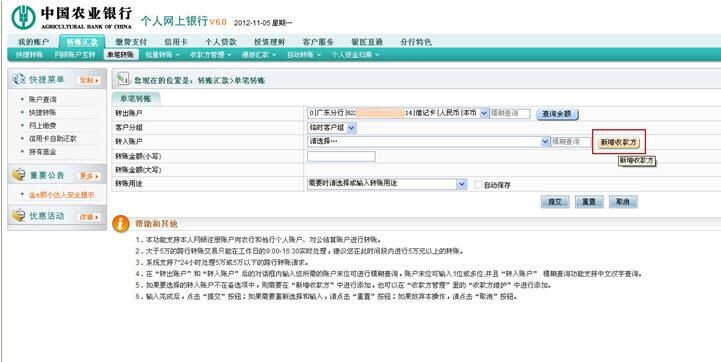 中国农业银行
AGRICULTURAL BANK OF CHINA
个人网上银行 V6.0 2012-11-05 星期一
我的账户 转账汇款 缴费支付 信用卡 个人贷款 投资理财 客户服务 银医直通 分行特色
快捷转账 网银账户互转 单笔转账 批量转账 收款方管理 漫游汇款 自动转账 个人资金归集
快捷菜单 定制
账户查询
快捷转账
网上缴费
信用卡自助还款
持有基金
重要公告 更多
金e顺小达人安全提示
优惠活动 详情
您现在的位置是：转账汇款>单笔转账
单笔转账
转出账户 0|广东分行|622 14|借记卡|人民币|本币 模糊查询 查询余额
客户分组 临时客户组
转入账户 请选择… 模糊查询 新增收款方
新增收款方
转账金额(小写)
转账金额(大写)
转账用途 需要时请选择或输入转账用途 自动保存
提交 重置 取消
帮助和其他
1．本功能支持本人网银注册账户向农行和他行个人账户、对公结算账户进行转账。
2．大于5万的跨行转账交易只能在工作日的9:00-16:30实时处理，建议您在此时间段内进行5万元以上的转账。
3．系统支持7*24小时处理5万或5万以下的跨行转账请求。
4．在“转出账户”和“转入账户”后的对话框内输入您所需的账户末位可进行模糊查询，账户末位可输入1位或多位,并且“转入账户” 模糊查询功能支持中文汉字查询。
5．如果要选择的转入账户不在备选项中，则需要在“新增收款方”中进行添加，也可以在“收款方管理”里的“收款方维护”中进行添加。
6．输入完成后，点击“提交”按钮；如果需要重新选择和输入，请点击“重置”按钮；如果放弃本操作，请点击“取消”按钮。